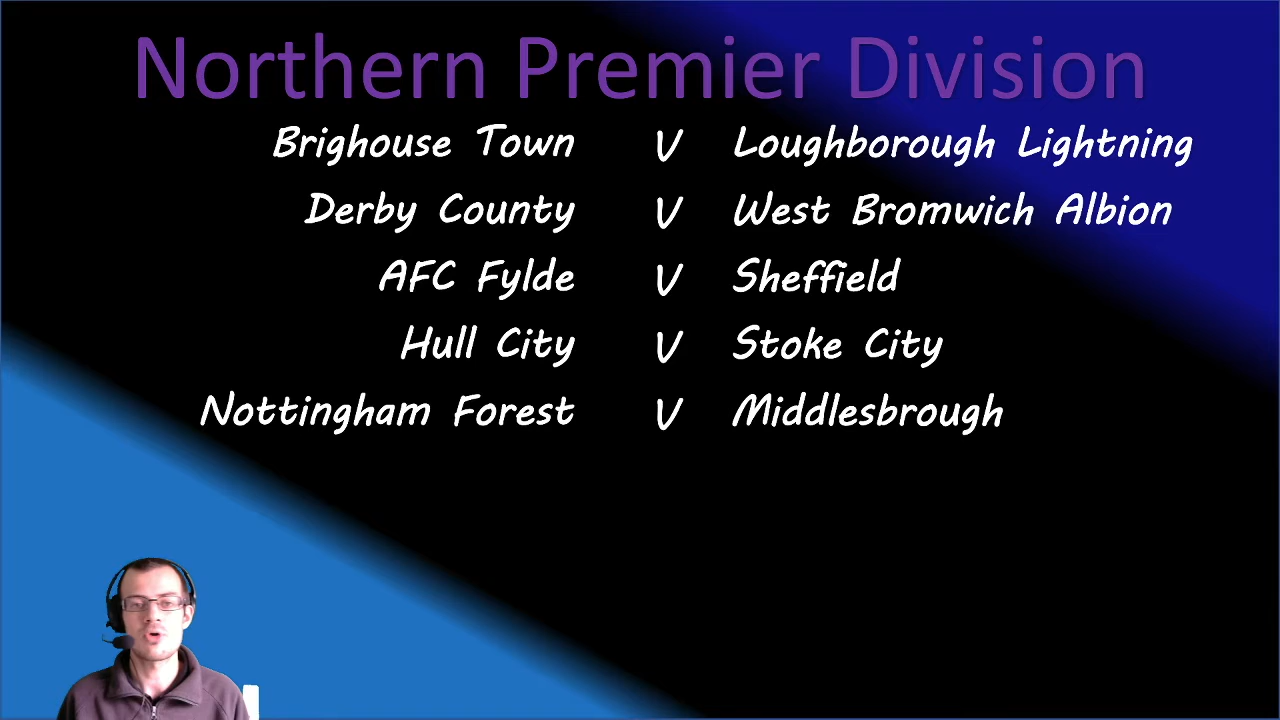 Northern Premier Division
Brighouse Town V Loughborough Lightning
Derby County V West Bromwich Albion
AFC Fylde V Sheffield
Hull City V Stoke City
Nottingham Forest V Middlesbrough